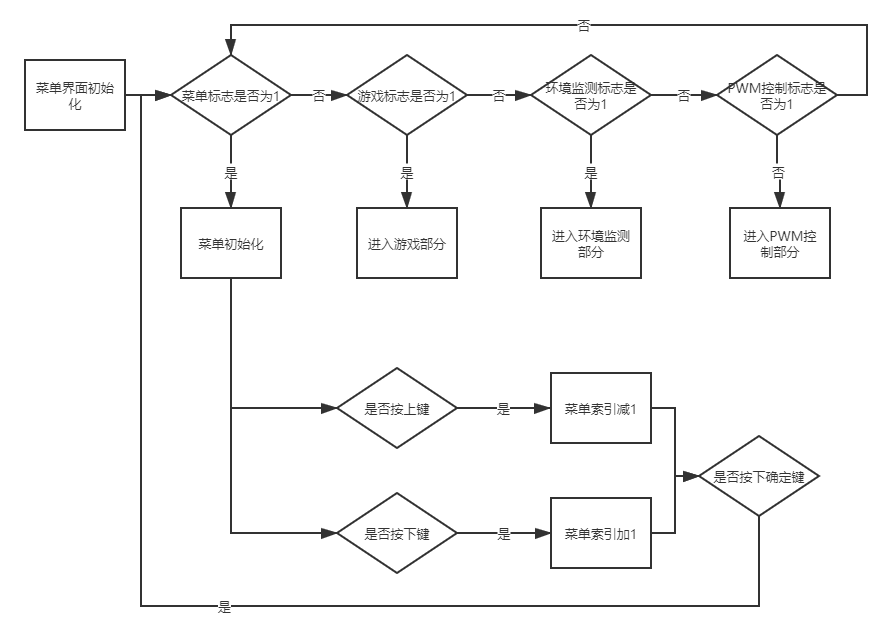 否
菜单界面初始
化
菜单标志是否为1
否
游戏标志是否为1
否
环境监测标志是
否为1
否
PWM控制标志是
否为1
是
是
是
否
菜单初始化
进入游戏部分
进入环境监测
部分
进入PWM控
制部分
是否按上键
是
菜单索引减1
是否按下确定键
是否按下键
是
菜单索引加1
是